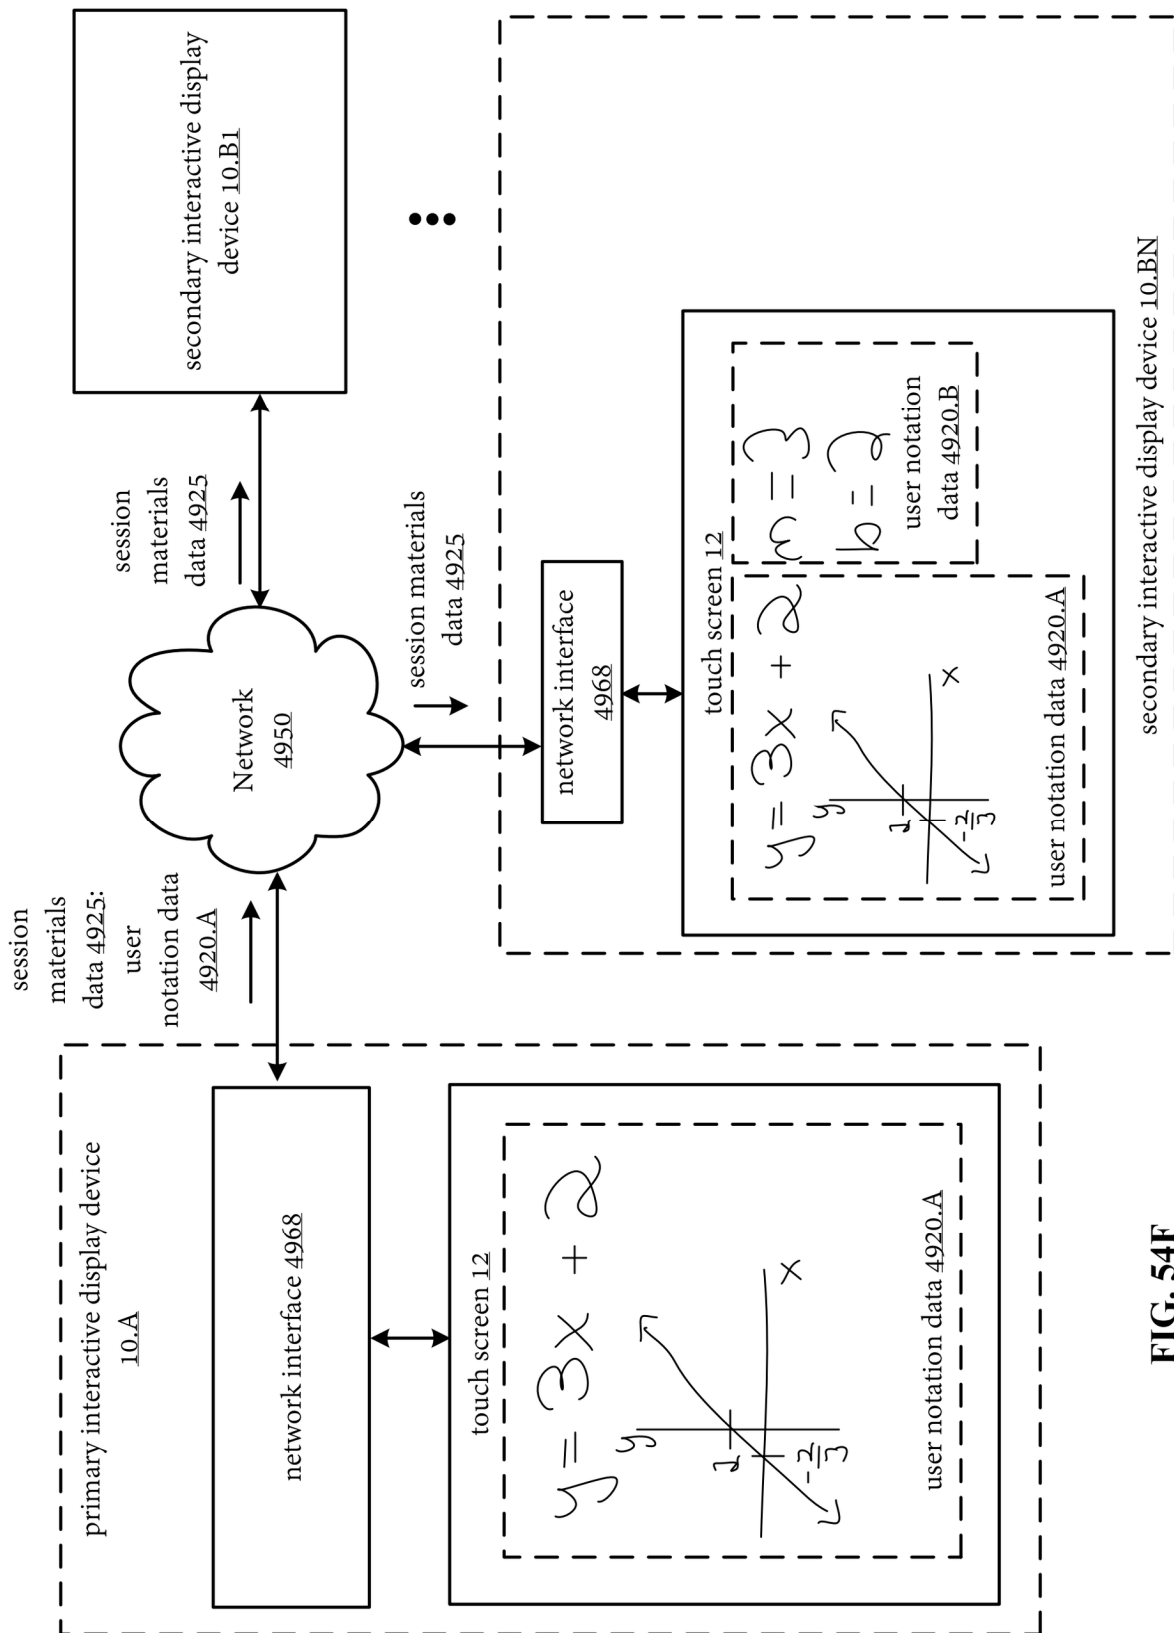 primary interactive display device
10.A
network interface 4968
touch screen 12
y = 3x + 2
y
2
x
-2/3
user notation data 4920.A
session
materials
data 4925:
user
notation data
4920.A
Network
4950
session
materials
data 4925
secondary interactive display
device 10.B1
session materials
data 4925
network interface
4968
touch screen 12
y = 3x + 2
y
2
x
-2/3
user notation data 4920.A
m = 3
b = 2
user notation
data 4920.B
secondary interactive display device 10.BN
FIG. 54F